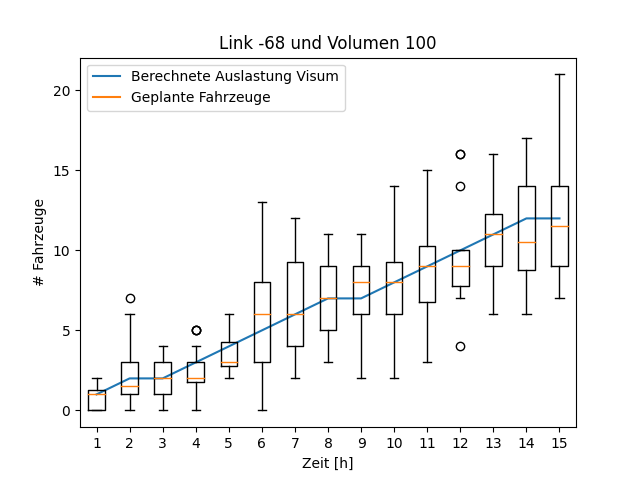 Link -68 und Volumen 100
Berechnete Auslastung Visum
Geplante Fahrzeuge
# Fahrzeuge
20
15
10
5
0
1 2 3 4 5 6 7 8 9 10 11 12 13 14 15
Zeit [h]